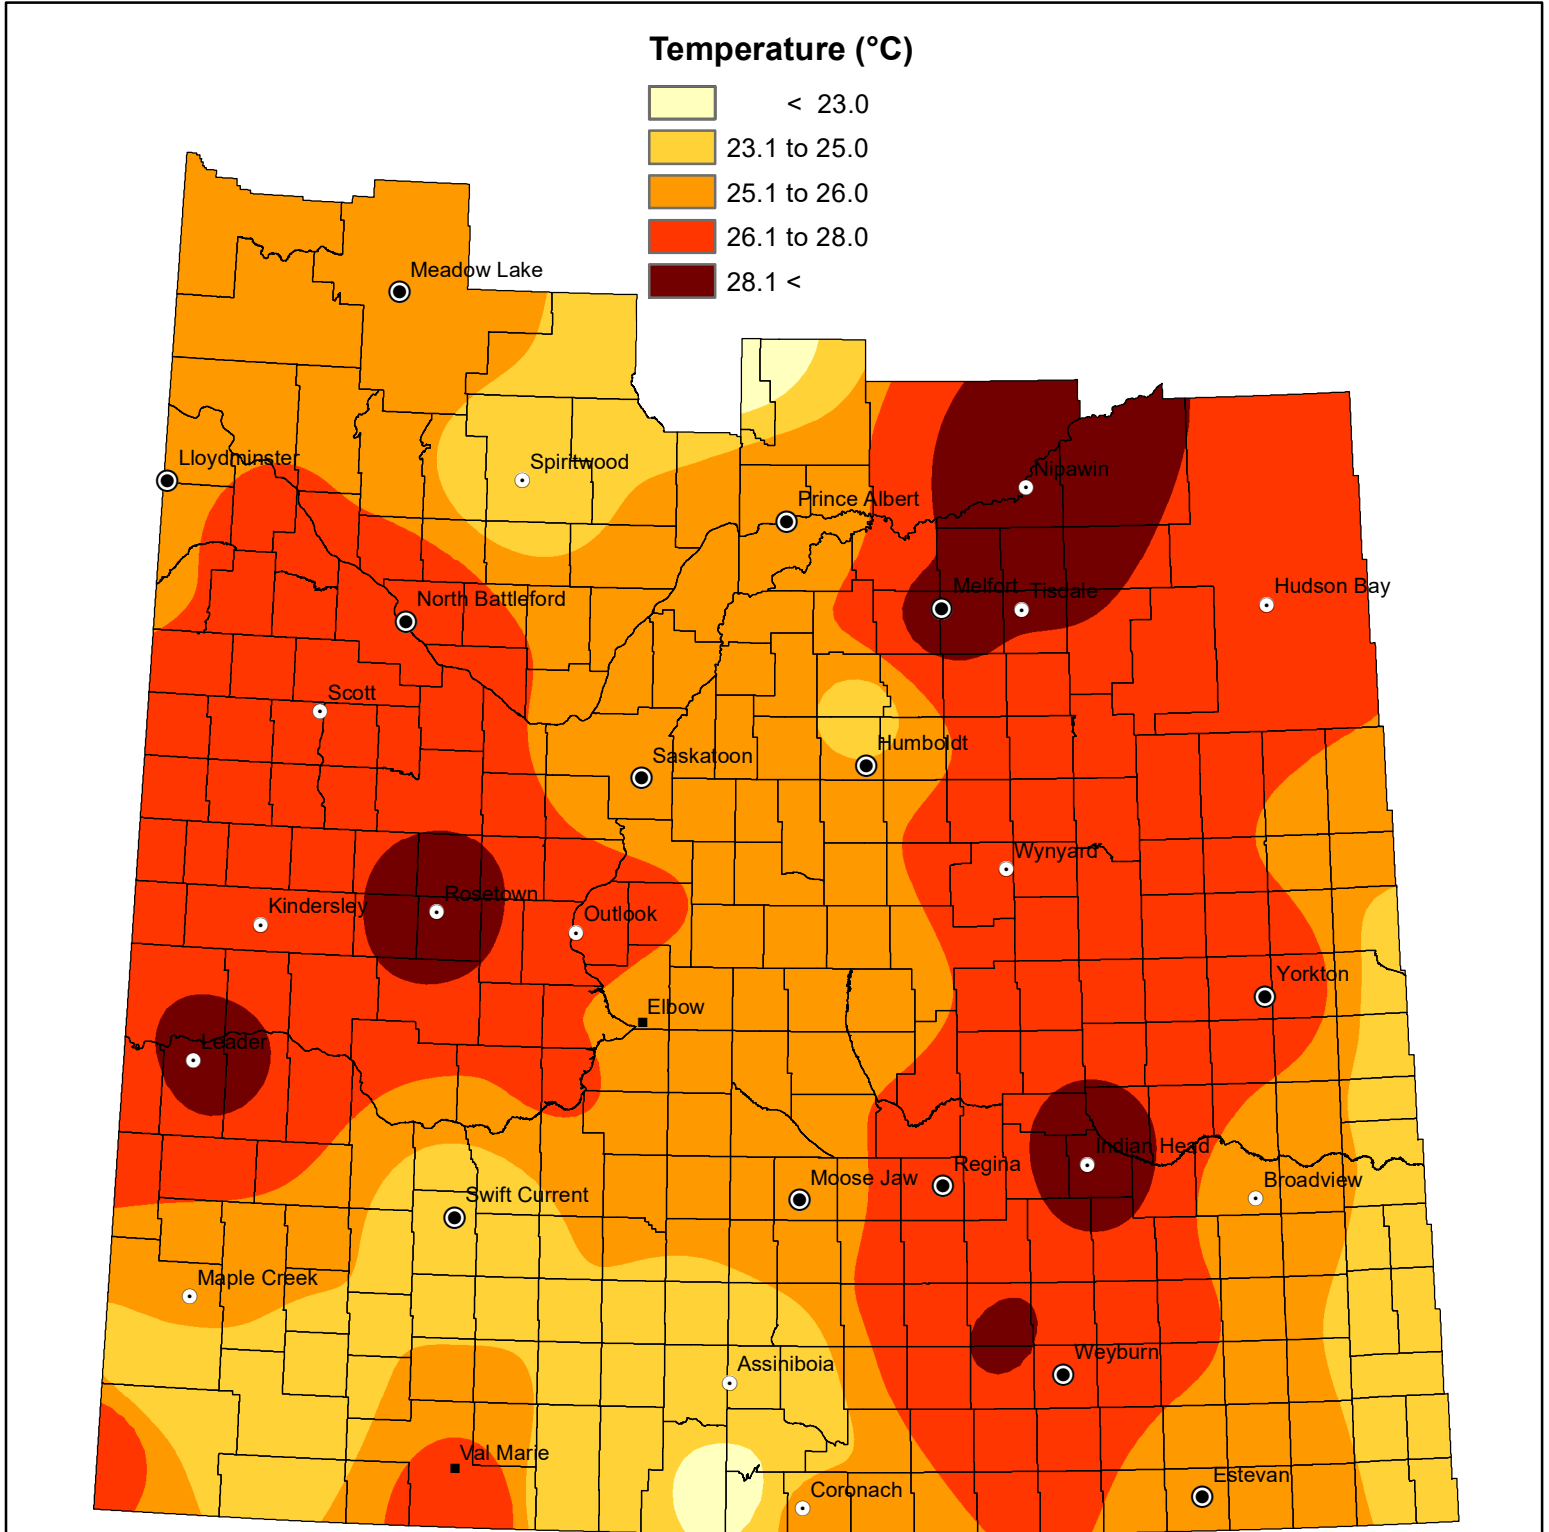 Temperature (°C)
< 23.0
23.1 to 25.0
25.1 to 26.0
26.1 to 28.0
28.1 <
Meadow Lake
Lloydminster
Spiritwood
Nipawin
Prince Albert
Melfort
Tisdale
Hudson Bay
North Battleford
Scott
Humboldt
Saskatoon
Wynyard
Rosetown
Kindersley
Outlook
Yorkton
Elbow
Leader
Indian Head
Regina
Moose Jaw
Broadview
Swift Current
Maple Creek
Weyburn
Assiniboia
Val Marie
Estevan
Coronach